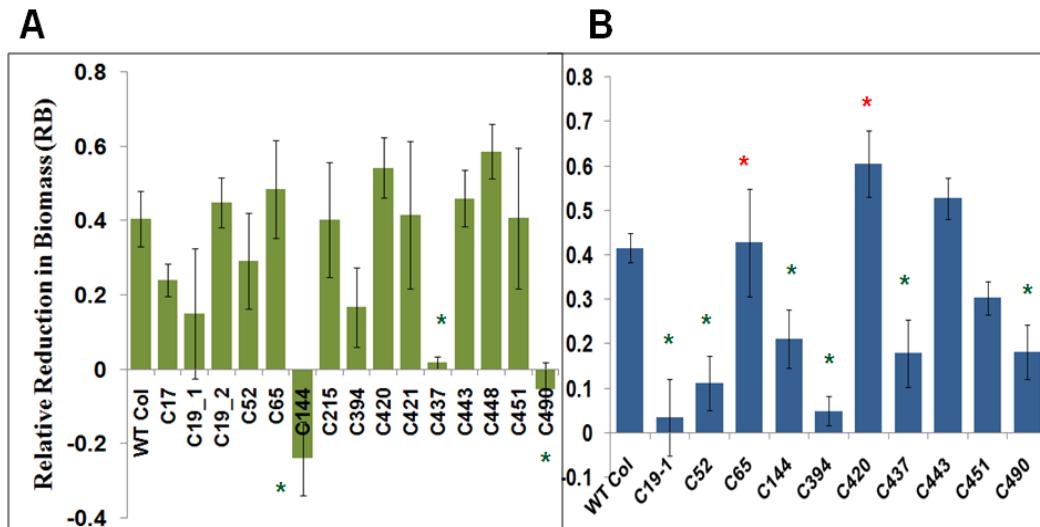 A
B
Relative Reduction in Biomass (RB)
0.8
0.6
0.4
0.2
0
-0.2
-0.4
WT Col
C17
C19_1
C19_2
C52
C65
C144
C215
C394
C420
C421
C437
C443
C448
C451
C490
*
*
*
0.8
0.7
0.6
0.5
0.4
0.3
0.2
0.1
0
-0.1
WT Col
C19-1
C52
C65
C144
C394
C420
C437
C443
C451
C490
*
*
*
*
*
*
*
*